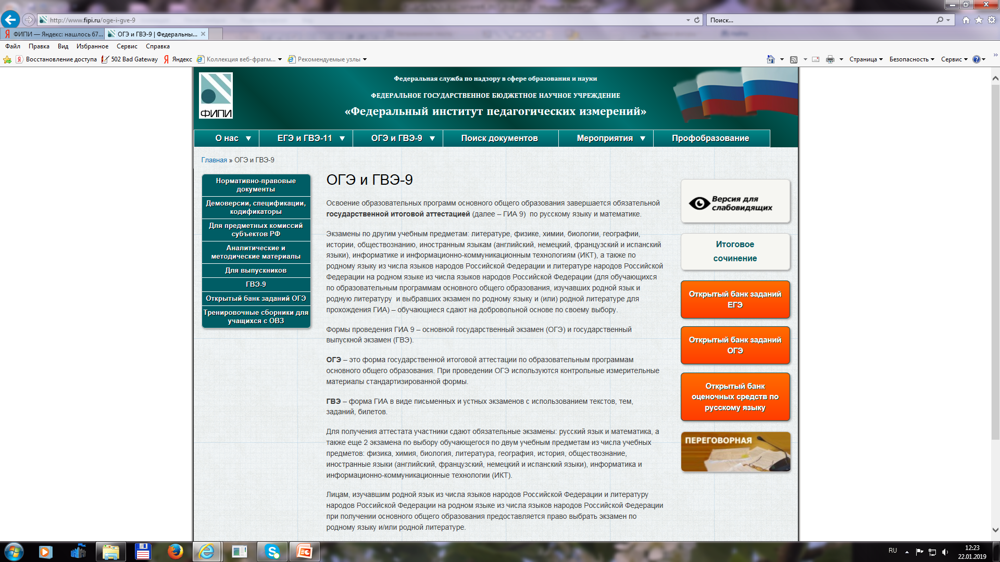 http://www.fipi.ru/oge-i-gve-9
Поиск...
ФИПИ — Яндекс: нашлось 67...
ОГЭ и ГВЭ-9 | Федеральны...
Файл Правка Вид Избранное Сервис Справка
Восстановление доступа 502 Bad Gateway Яндекс Коллекция веб-фрагм... Рекомендуемые узлы
Страница Безопасность Сервис
ФИПИ
Федеральная служба по надзору в сфере образования и науки
ФЕДЕРАЛЬНОЕ ГОСУДАРСТВЕННОЕ БЮДЖЕТНОЕ НАУЧНОЕ УЧРЕЖДЕНИЕ
«Федеральный институт педагогических измерений»
О нас ЕГЭ и ГВЭ-11 ОГЭ и ГВЭ-9 Поиск документов Мероприятия Профобразование
Главная » ОГЭ и ГВЭ-9
Нормативно-правовые
документы
Демоверсии, спецификации,
кодификаторы
Для предметных комиссий
субъектов РФ
Аналитические и
методические материалы
Для выпускников
ГВЭ-9
Открытый банк заданий ОГЭ
Тренировочные сборники для
учащихся с ОВЗ
ОГЭ и ГВЭ-9
Освоение образовательных программ основного общего образования завершается обязательной
государственной итоговой аттестацией (далее – ГИА 9) по русскому языку и математике.
Экзамены по другим учебным предметам: литературе, физике, химии, биологии, географии,
истории, обществознанию, иностранным языкам (английский, немецкий, французский и испанский
языки), информатике и информационно-коммуникационным технологиям (ИКТ), а также по
родному языку из числа языков народов Российской Федерации и литературе народов Российской
Федерации на родном языке из числа языков народов Российской Федерации (для обучающихся
по образовательным программам основного общего образования, изучавших родной язык и
родную литературу и выбравших экзамен по родному языку и (или) родной литературе для
прохождения ГИА) – обучающиеся сдают на добровольной основе по своему выбору.
Формы проведения ГИА 9 – основной государственный экзамен (ОГЭ) и государственный
выпускной экзамен (ГВЭ).
ОГЭ – это форма государственной итоговой аттестации по образовательным программам
основного общего образования. При проведении ОГЭ используются контрольные измерительные
материалы стандартизированной формы.
ГВЭ – форма ГИА в виде письменных и устных экзаменов с использованием текстов, тем,
заданий, билетов.
Для получения аттестата участники сдают обязательные экзамены: русский язык и математика, а
также еще 2 экзамена по выбору обучающегося по двум учебным предметам из числа учебных
предметов: физика, химия, биология, литература, география, история, обществознание,
иностранные языки (английский, французский, немецкий и испанский языки), информатика и
информационно-коммуникационные технологии (ИКТ).
Лицам, изучавшим родной язык из числа языков народов Российской Федерации и литературу
народов Российской Федерации на родном языке из числа языков народов Российской Федерации
при получении основного общего образования предоставляется право выбрать экзамен по
родному языку и/или родной литературе.
Версия для
слабовидящих
Итоговое
сочинение
Открытый банк заданий
ЕГЭ
Открытый банк заданий
ОГЭ
Открытый банк
оценочных средств по
русскому языку
ПЕРЕГОВОРНАЯ
RU
12:23
22.01.2019